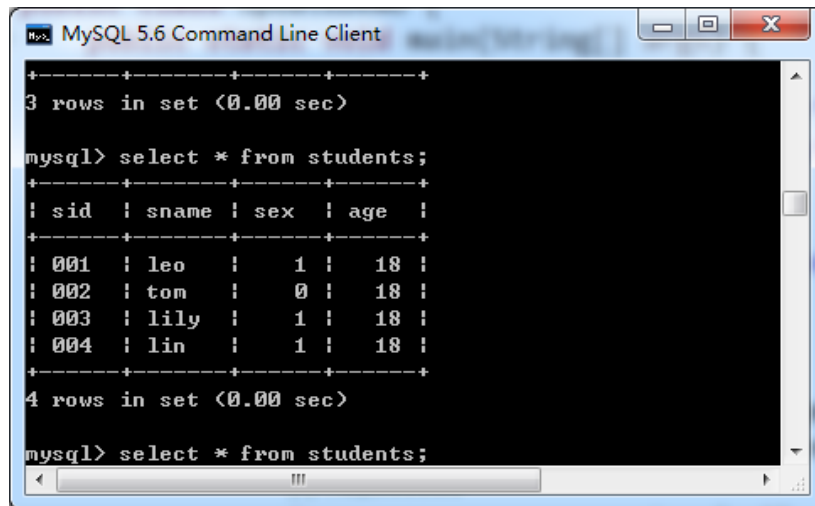 MySQL 5.6 Command Line Client
+------+-------+------+------+
3 rows in set (0.00 sec)
mysql> select * from students;
+------+-------+------+------+
| sid | sname | sex | age |
+------+-------+------+------+
| 001 | leo | 1 | 18 |
| 002 | tom | 0 | 18 |
| 003 | lily | 1 | 18 |
| 004 | lin | 1 | 18 |
+------+-------+------+------+
4 rows in set (0.00 sec)
mysql> select * from students;